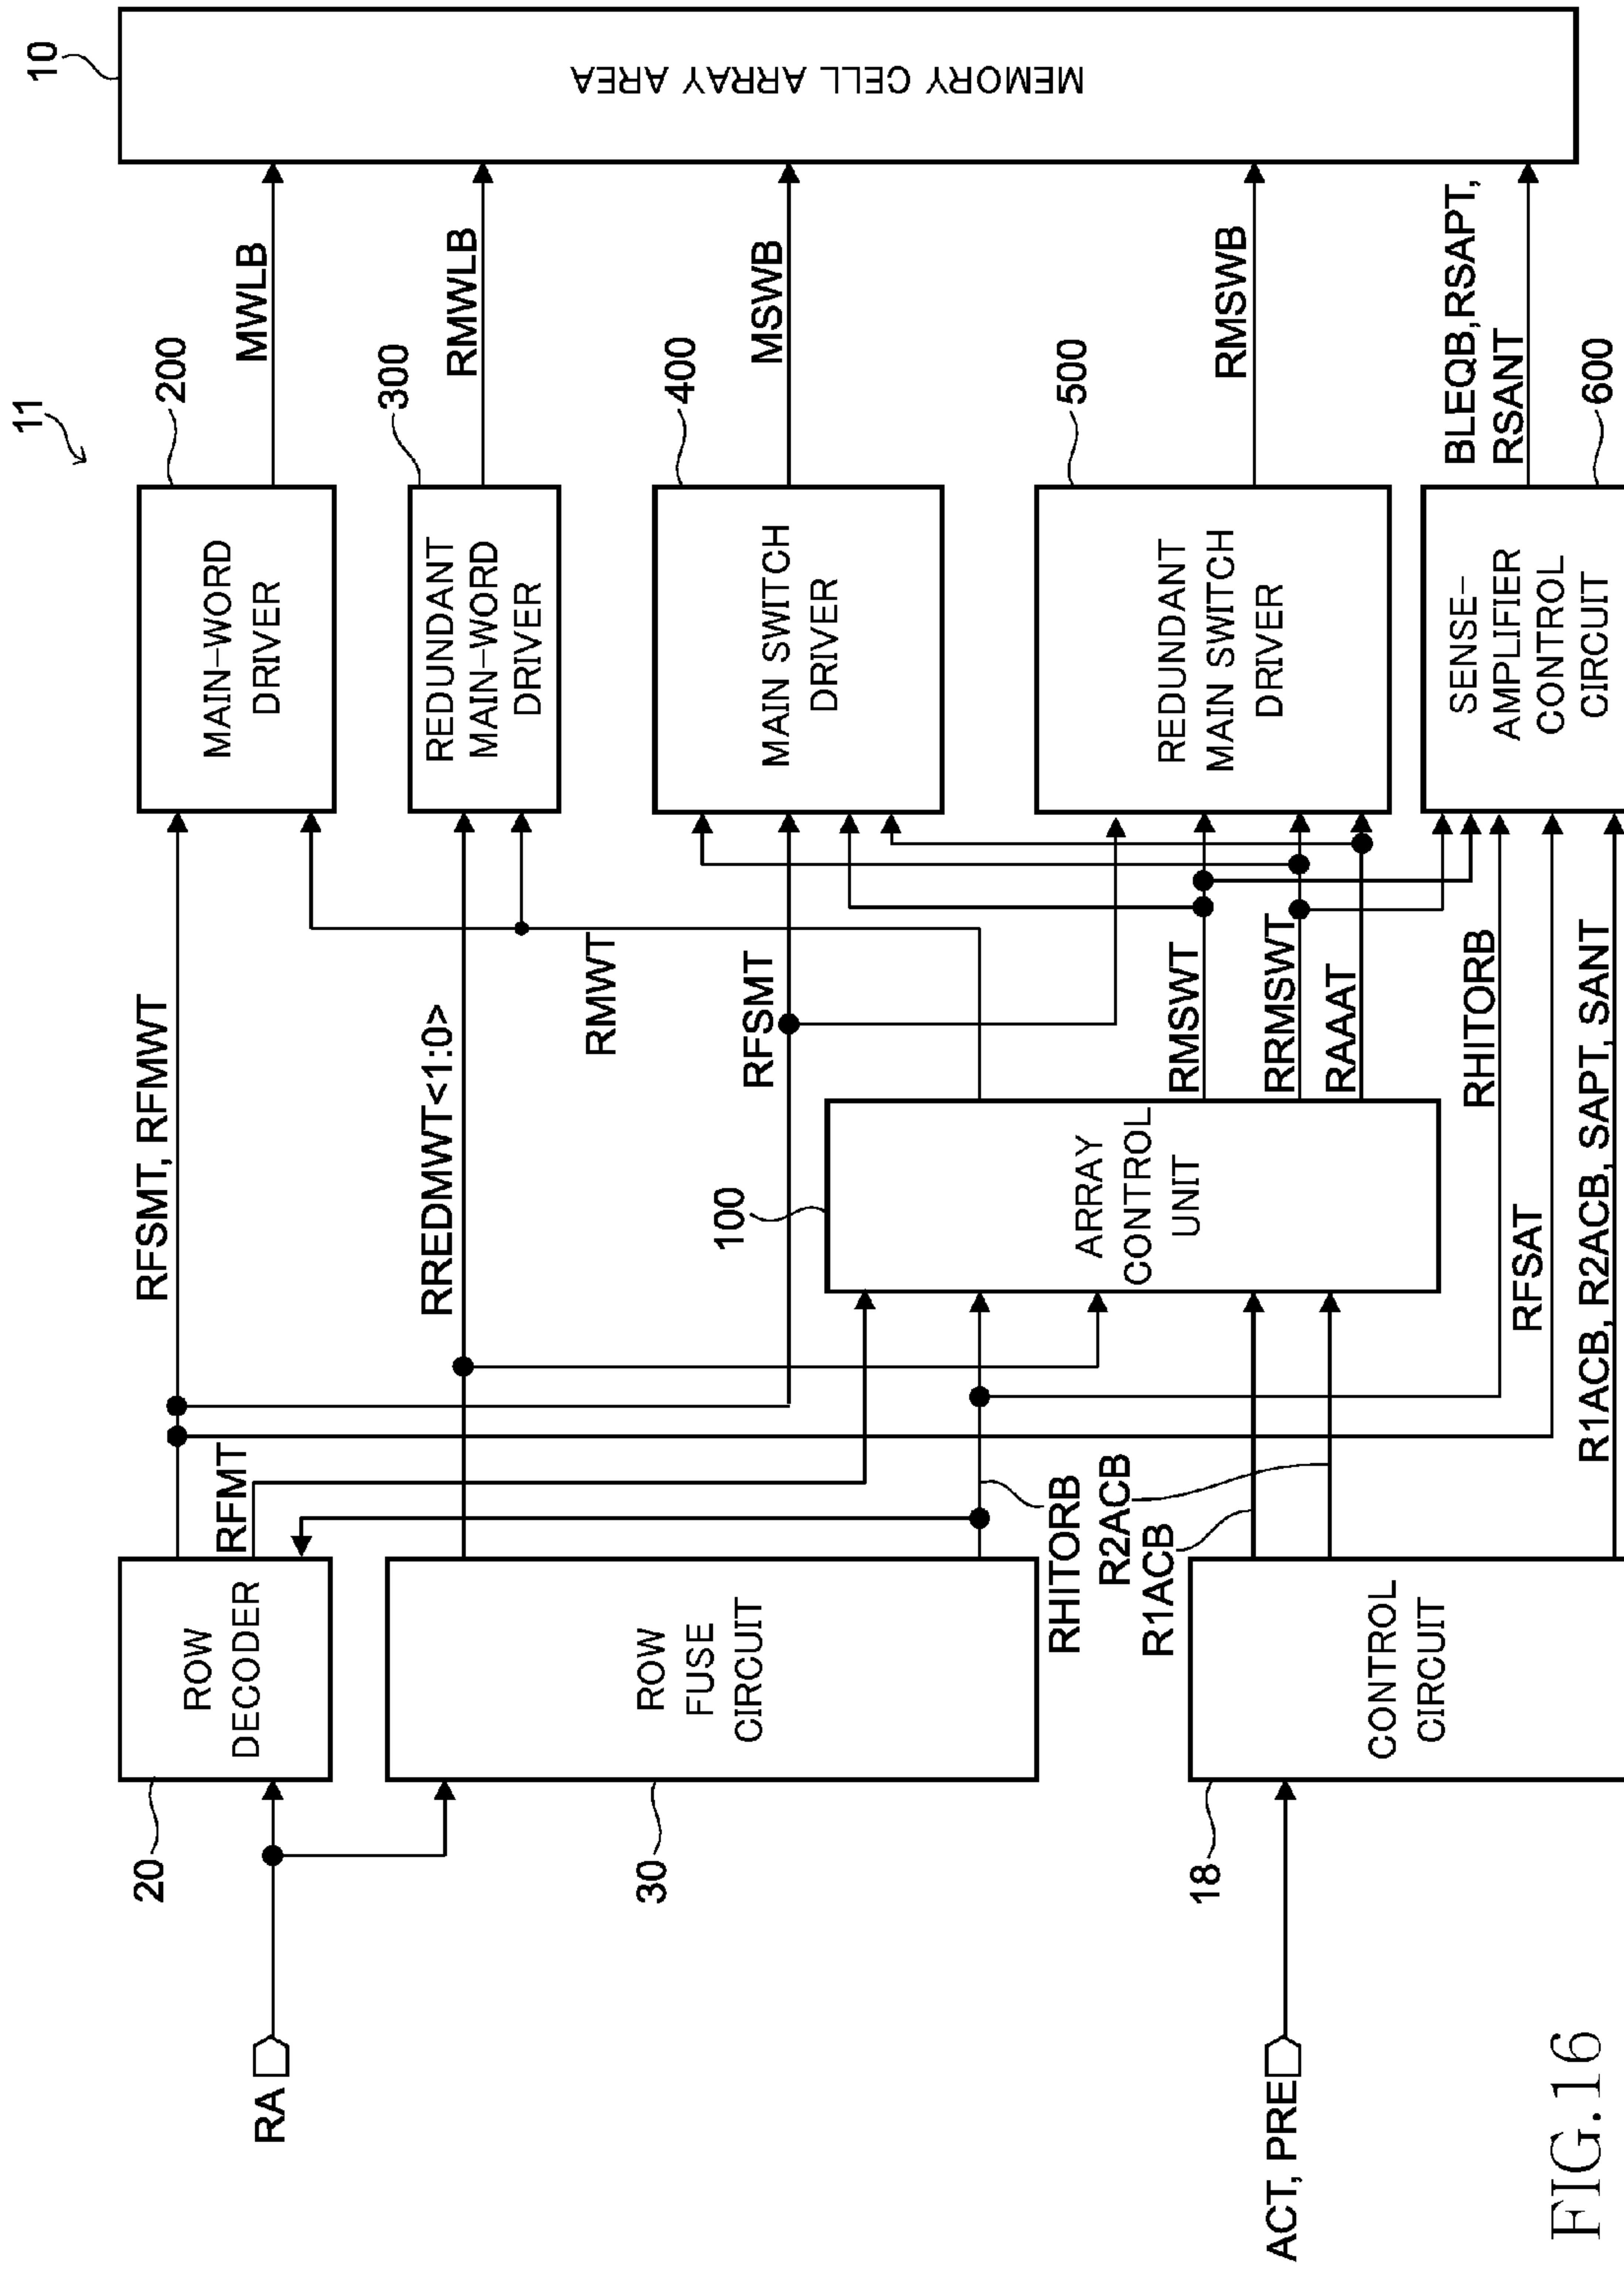 11
10
RA
20
ROW
DECODER
RFMT
RFSMT, RFMWT
200
MAIN-WORD
DRIVER
MWLB
MEMORY CELL ARRAY AREA
30
ROW
FUSE
CIRCUIT
RREDMWT<1:0>
RMWT
300
REDUNDANT
MAIN-WORD
DRIVER
RMWLB
RFSMT
400
MAIN SWITCH
DRIVER
MSWB
100
ARRAY
CONTROL
UNIT
RHITORB
R2ACB
R1ACB
RMSWT
RRMSWT
RAAAT
500
REDUNDANT
MAIN SWITCH
DRIVER
RMSWB
ACT, PRE
18
CONTROL
CIRCUIT
RHITORB
RFSAT
R1ACB, R2ACB, SAPT, SANT
SENSE-
AMPLIFIER
CONTROL
CIRCUIT
600
BLEQB,RSAPT,
RSANT
FIG.16